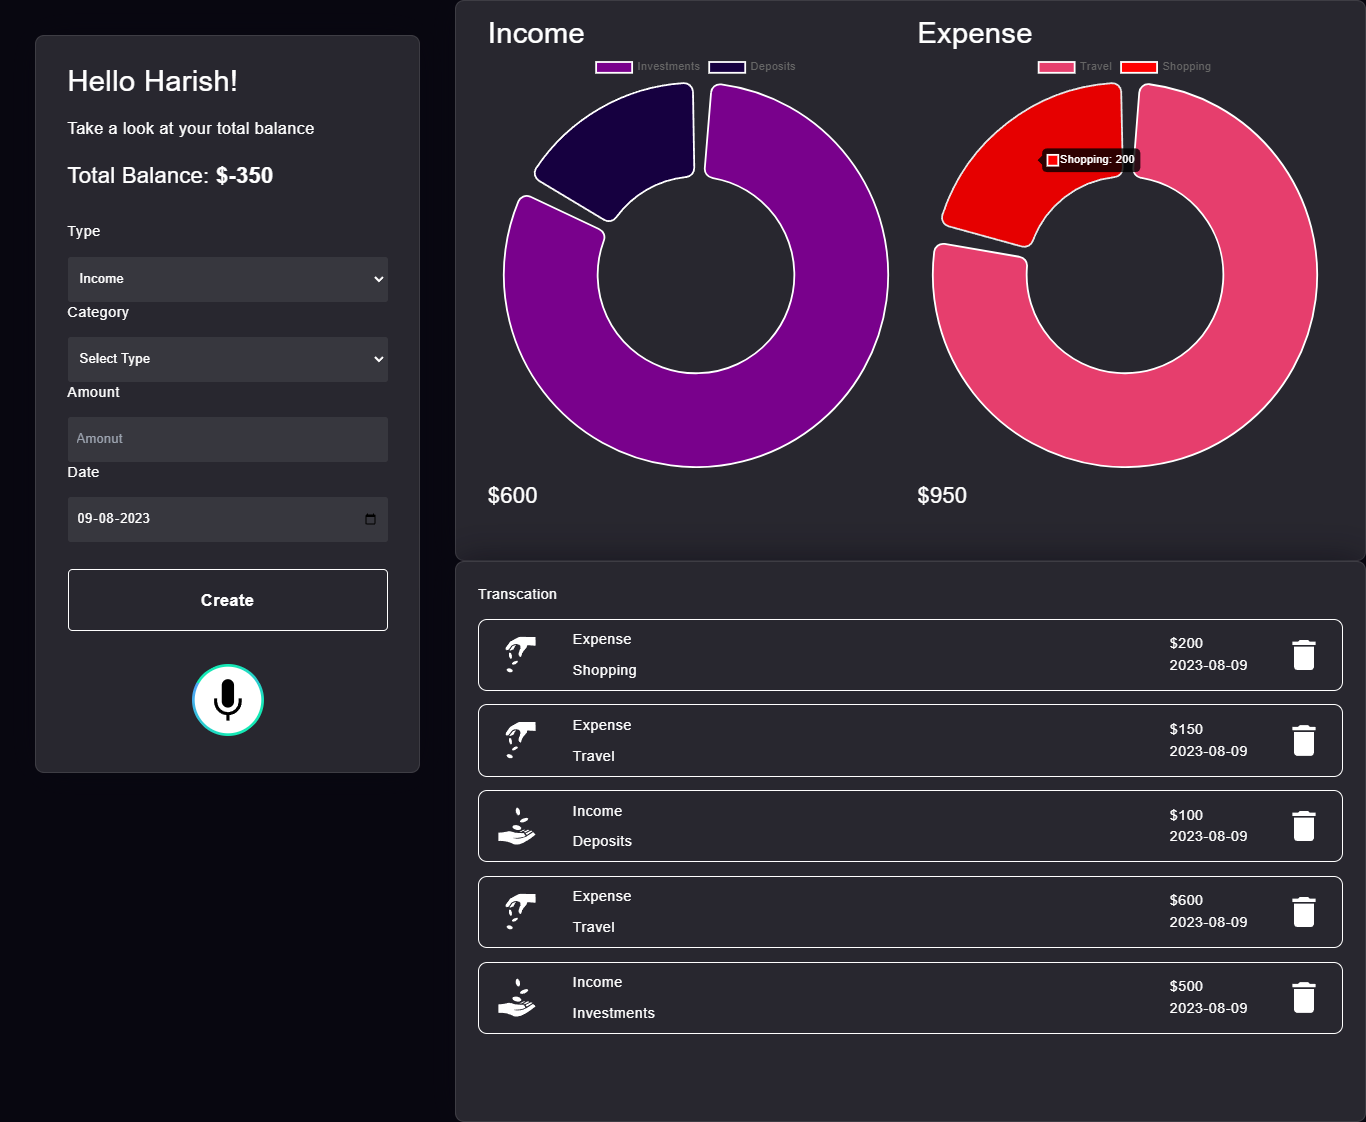 Hello Harish!
Take a look at your total balance
Total Balance: $-350
Type
Income
Category
Select Type
Amount
Amonut
Date
09-08-2023
Create
Income
Investments Deposits
$600
Expense
Travel Shopping
Shopping: 200
$950
Transcation
Expense
Shopping
$200
2023-08-09
Expense
Travel
$150
2023-08-09
Income
Deposits
$100
2023-08-09
Expense
Travel
$600
2023-08-09
Income
Investments
$500
2023-08-09